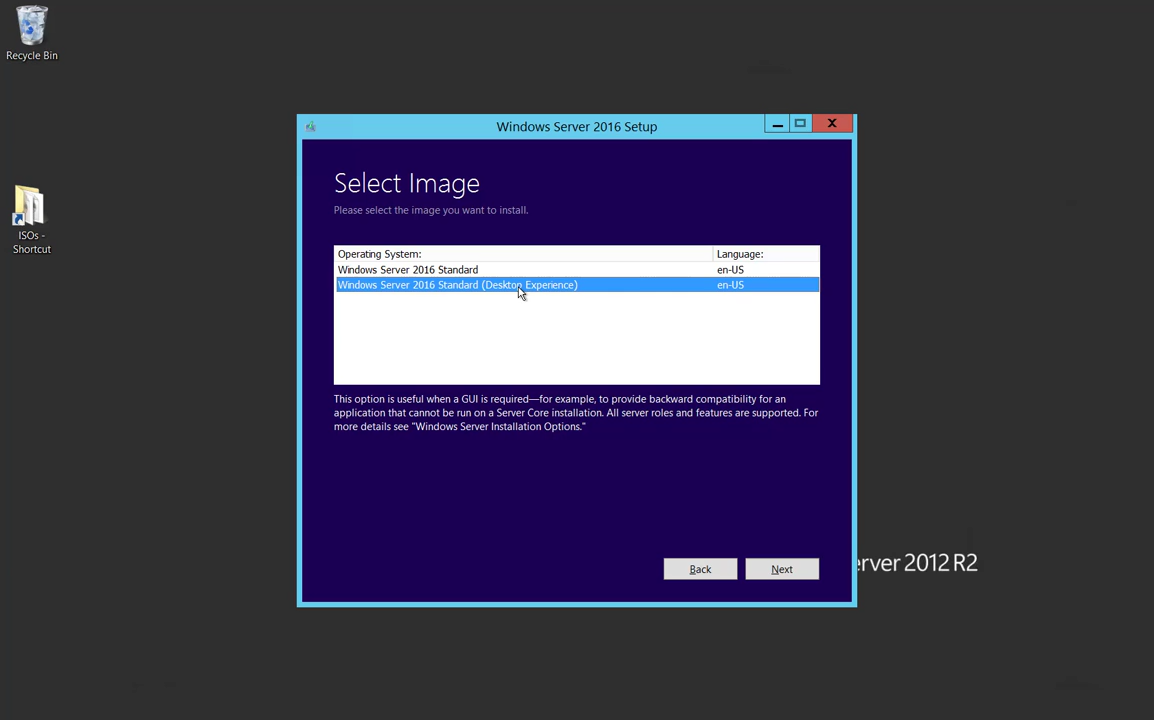 Recycle Bin
ISOs -
Shortcut
Windows Server 2016 Setup
Select Image
Please select the image you want to install.
Operating System: Language:
Windows Server 2016 Standard en-US
Windows Server 2016 Standard (Desktop Experience) en-US
This option is useful when a GUI is required—for example, to provide backward compatibility for an
application that cannot be run on a Server Core installation. All server roles and features are supported. For
more details see "Windows Server Installation Options."
Back Next
erver 2012 R2